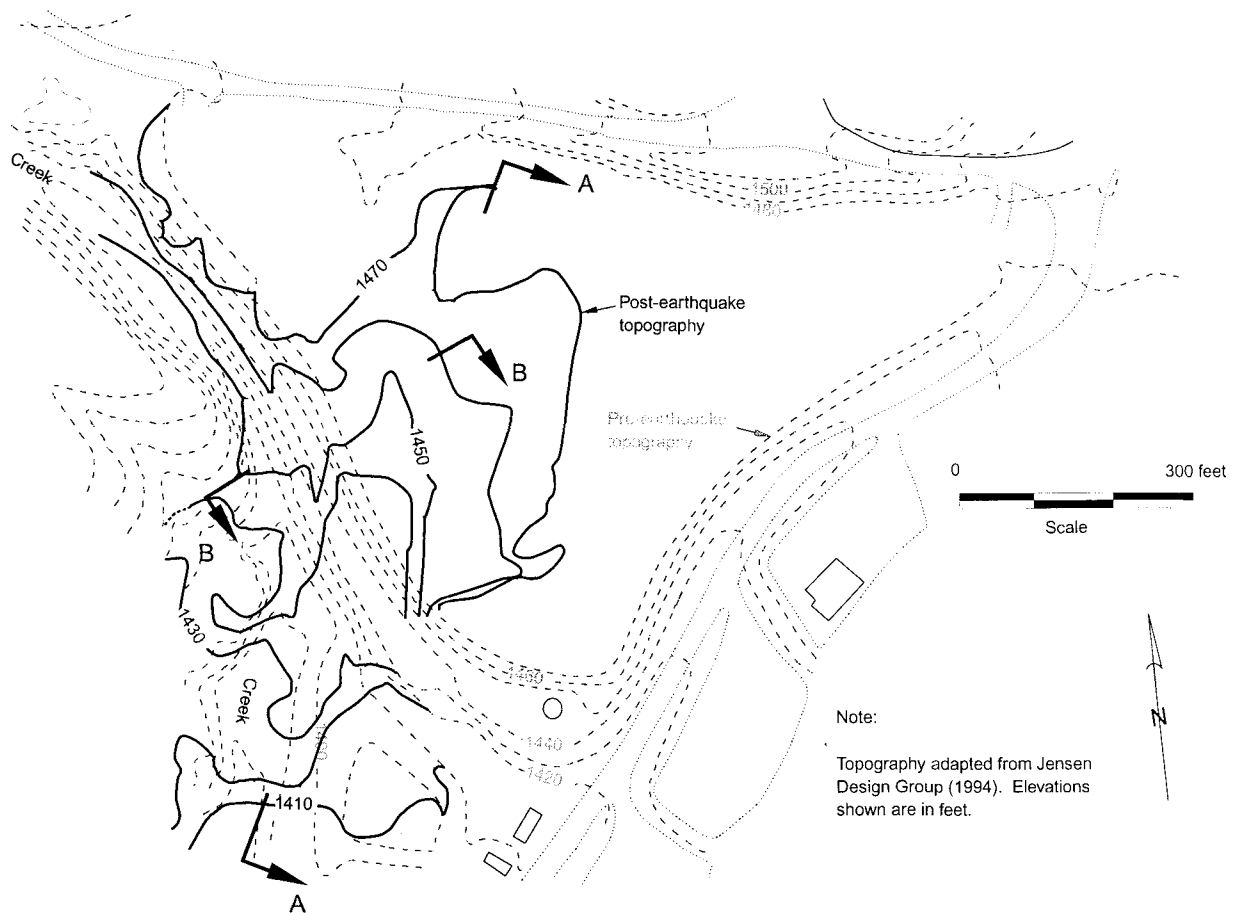 Creek
A
1500
1480
1470
Post-earthquake
topography
B
Pre-earthquake
topography
1450
0 300 feet
Scale
B
1430
1460
Creek
Note:
N
1440
Topography adapted from Jensen
Design Group (1994). Elevations
shown are in feet.
1420
1410
A